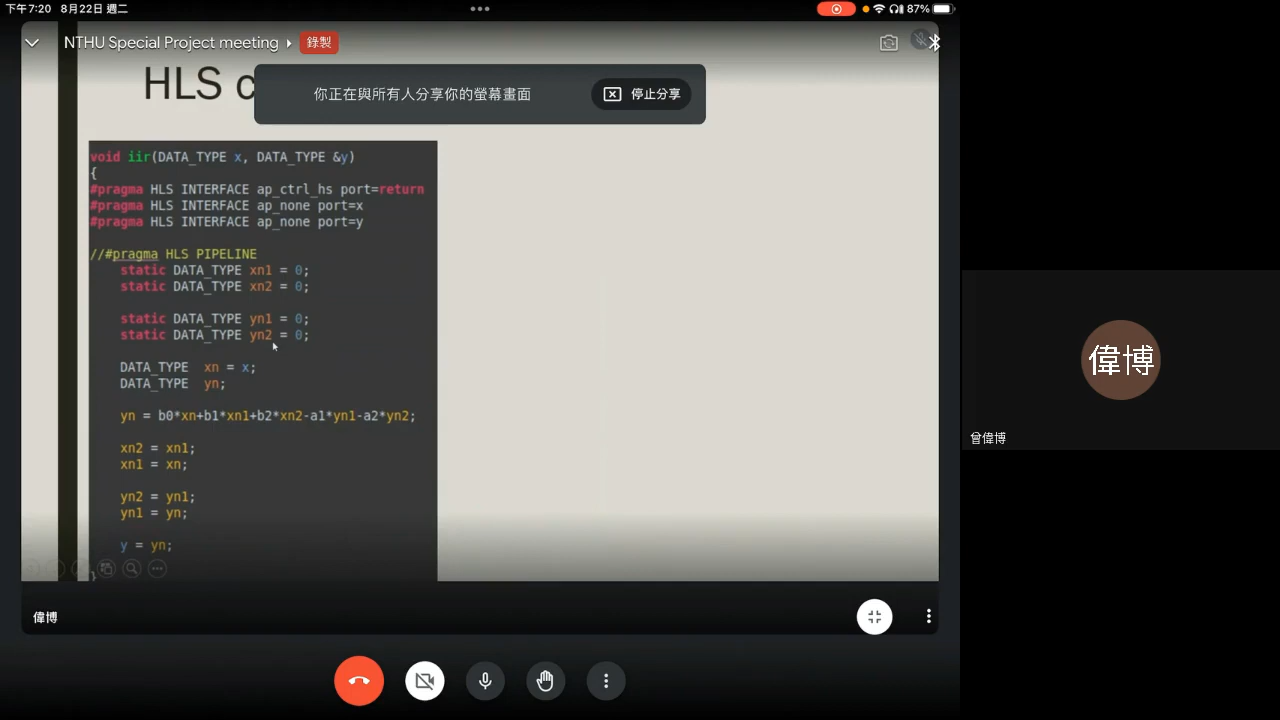 下午7:20 8月22日 週二
87%
NTHU Special Project meeting
錄製
HLS c
你正在與所有人分享你的螢幕畫面
停止分享
void iir(DATA_TYPE x, DATA_TYPE &y)
{
#pragma HLS INTERFACE ap_ctrl_hs port=return
#pragma HLS INTERFACE ap_none port=x
#pragma HLS INTERFACE ap_none port=y
//#pragma HLS PIPELINE
static DATA_TYPE xn1 = 0;
static DATA_TYPE xn2 = 0;
static DATA_TYPE yn1 = 0;
static DATA_TYPE yn2 = 0;
DATA_TYPE xn = x;
DATA_TYPE yn;
yn = b0*xn+b1*xn1+b2*xn2-a1*yn1-a2*yn2;
xn2 = xn1;
xn1 = xn;
yn2 = yn1;
yn1 = yn;
y = yn;
}
偉博
偉博
曾偉博